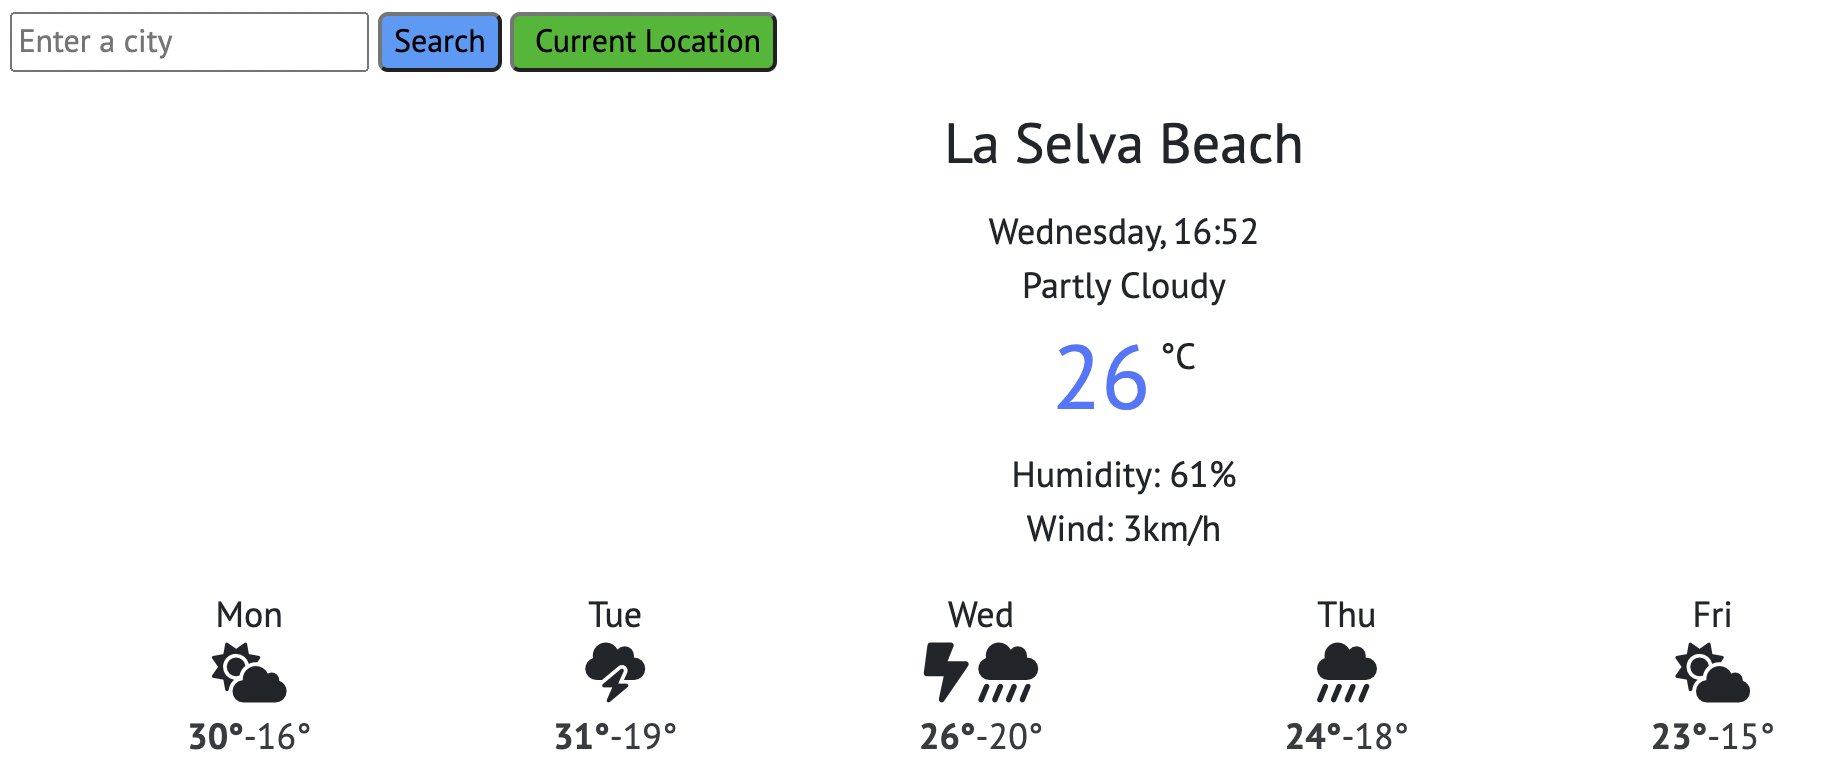 Enter a city Search Current Location
La Selva Beach
Wednesday, 16:52
Partly Cloudy
26 °C
Humidity: 61%
Wind: 3km/h
Mon Tue Wed Thu Fri
30°-16° 31°-19° 26°-20° 24°-18° 23°-15°